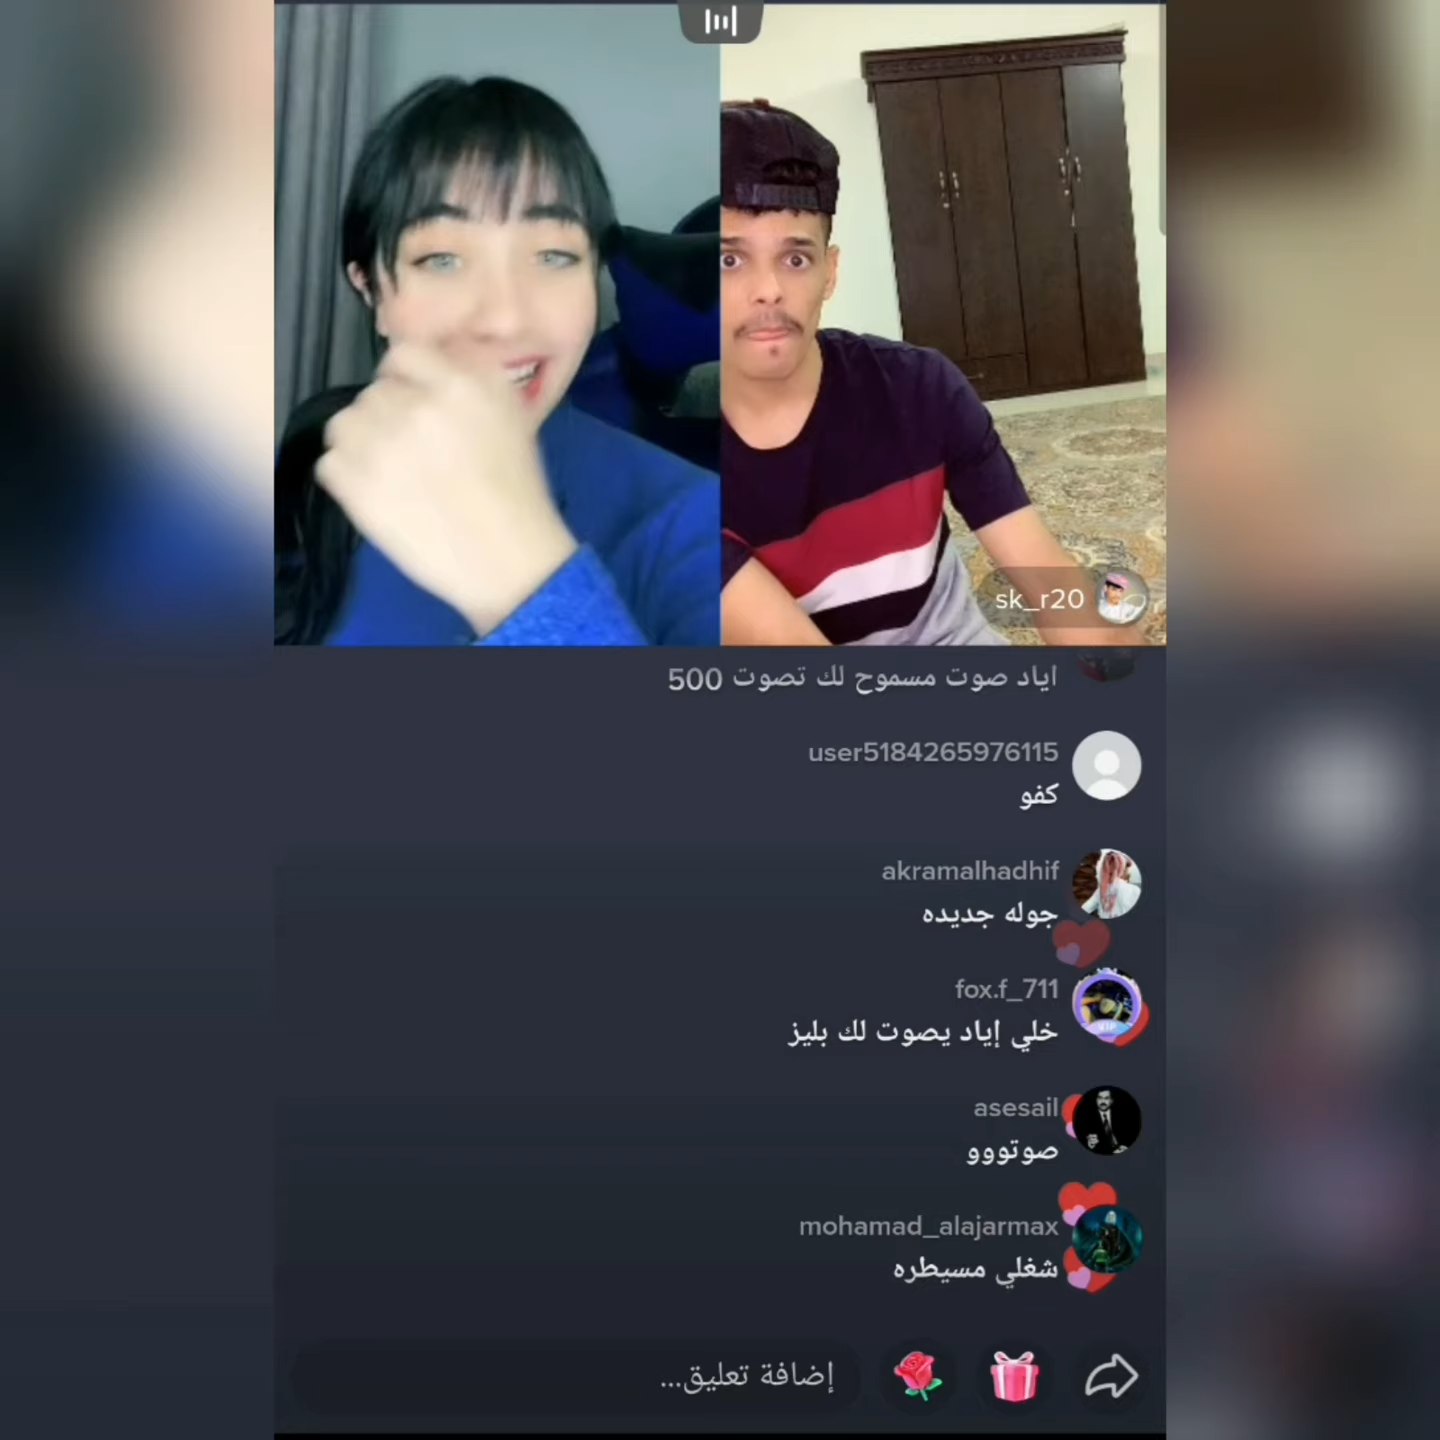 sk_r20
اياد صوت مسموح لك تصوت 500
user5184265976115
كفو
akramalhadhif
جوله جديده
fox.f_711
خلي إياد يصوت لك بليز
asesail
صوتووو
mohamad_alajarmax
شغلي مسيطره
إضافة تعليق...